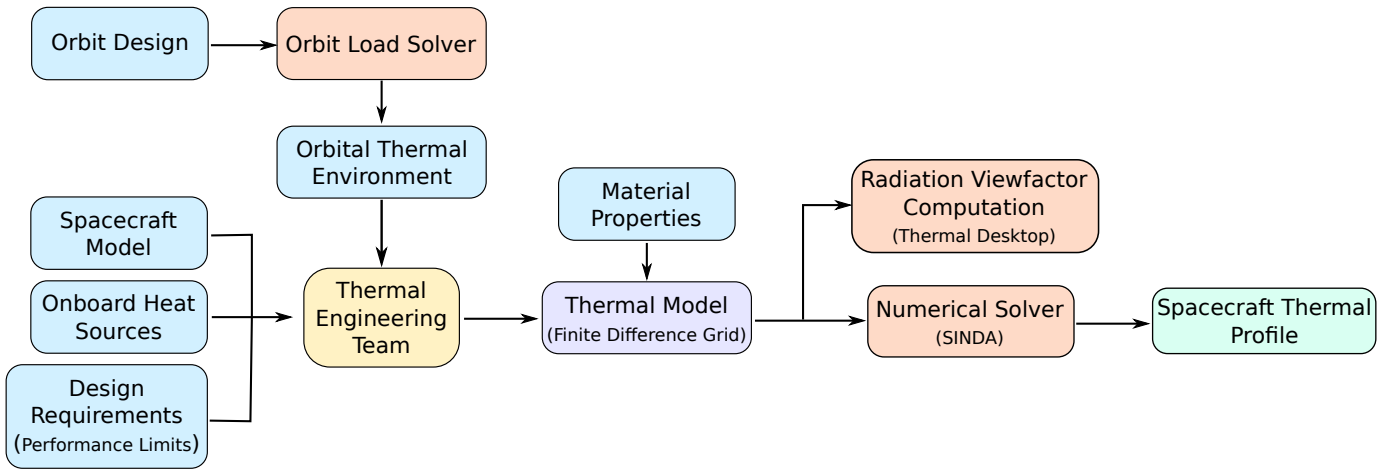 Orbit Design
Orbit Load Solver
Orbital Thermal
Environment
Spacecraft
Model
Onboard Heat
Sources
Design
Requirements
(Performance Limits)
Thermal
Engineering
Team
Material
Properties
Thermal Model
(Finite Difference Grid)
Radiation Viewfactor
Computation
(Thermal Desktop)
Numerical Solver
(SINDA)
Spacecraft Thermal
Profile